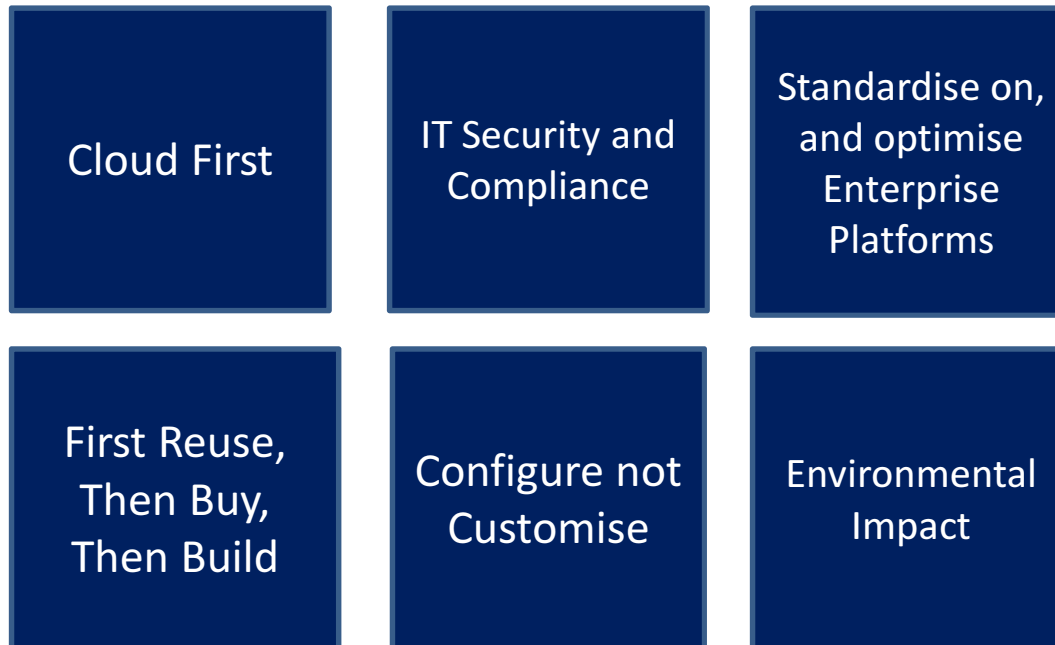 Cloud First
IT Security and
Compliance
Standardise on,
and optimise
Enterprise
Platforms
First Reuse,
Then Buy,
Then Build
Configure not
Customise
Environmental
Impact